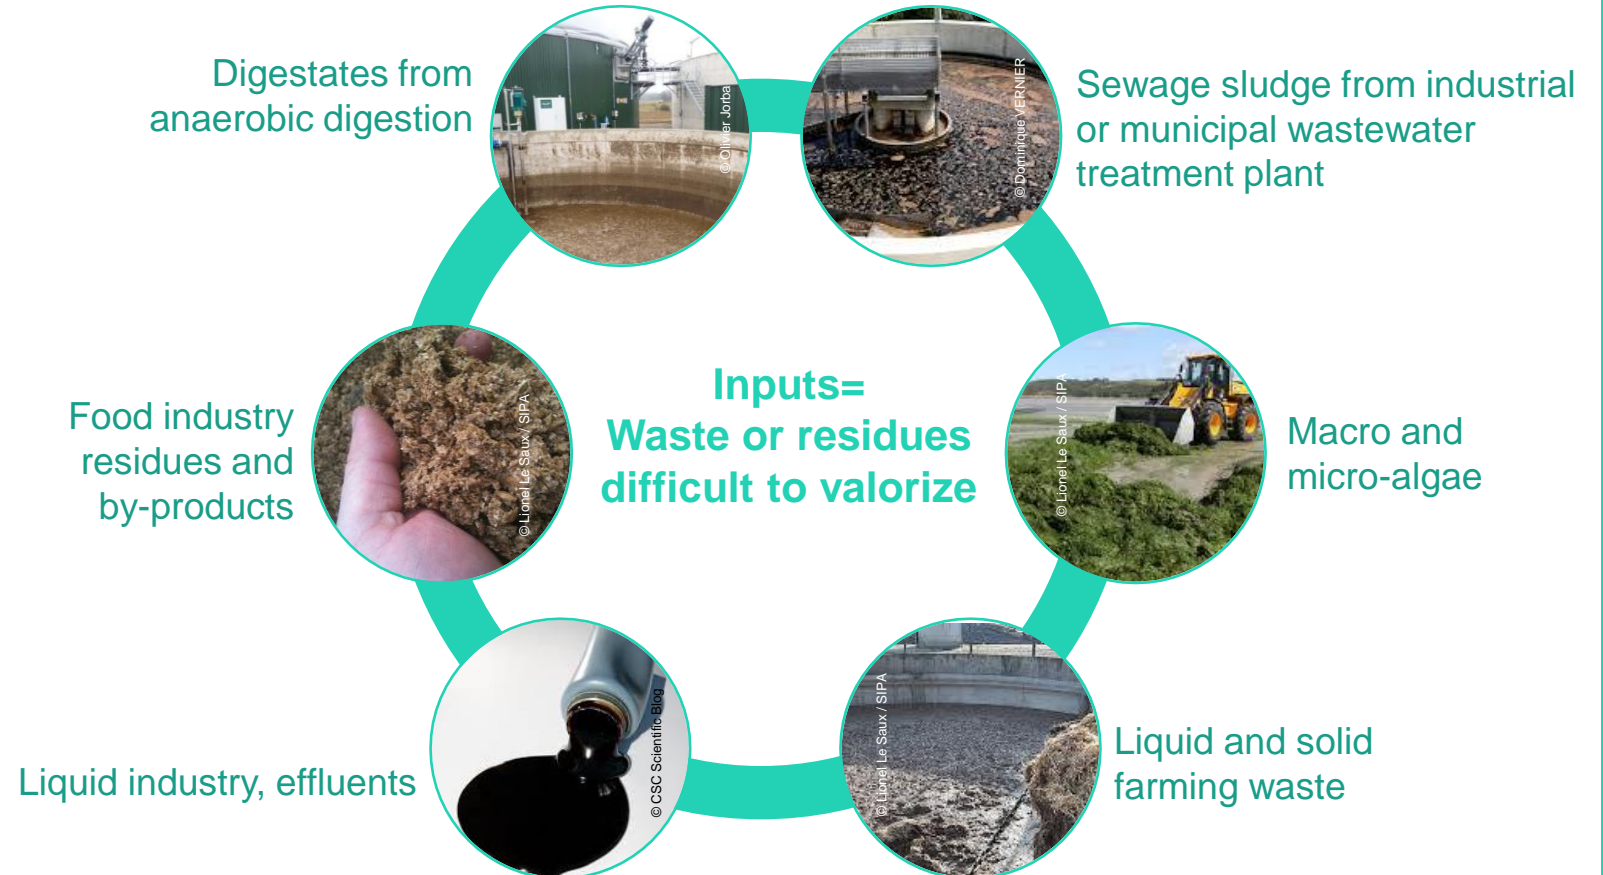 Digestates from
anaerobic digestion
© Olivier Jorba
© Dominique VERNIER
Sewage sludge from industrial
or municipal wastewater
treatment plant
Food industry
residues and
by-products
© Lionel Le Saux / SIPA
Inputs=
Waste or residues
difficult to valorize
© Lionel Le Saux / SIPA
Macro and
micro-algae
Liquid industry, effluents
© CSC Scientific Blog
© Lionel Le Saux / SIPA
Liquid and solid
farming waste